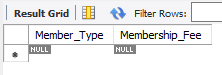 Result Grid Filter Rows:
Member_Type Membership_Fee
NULL NULL